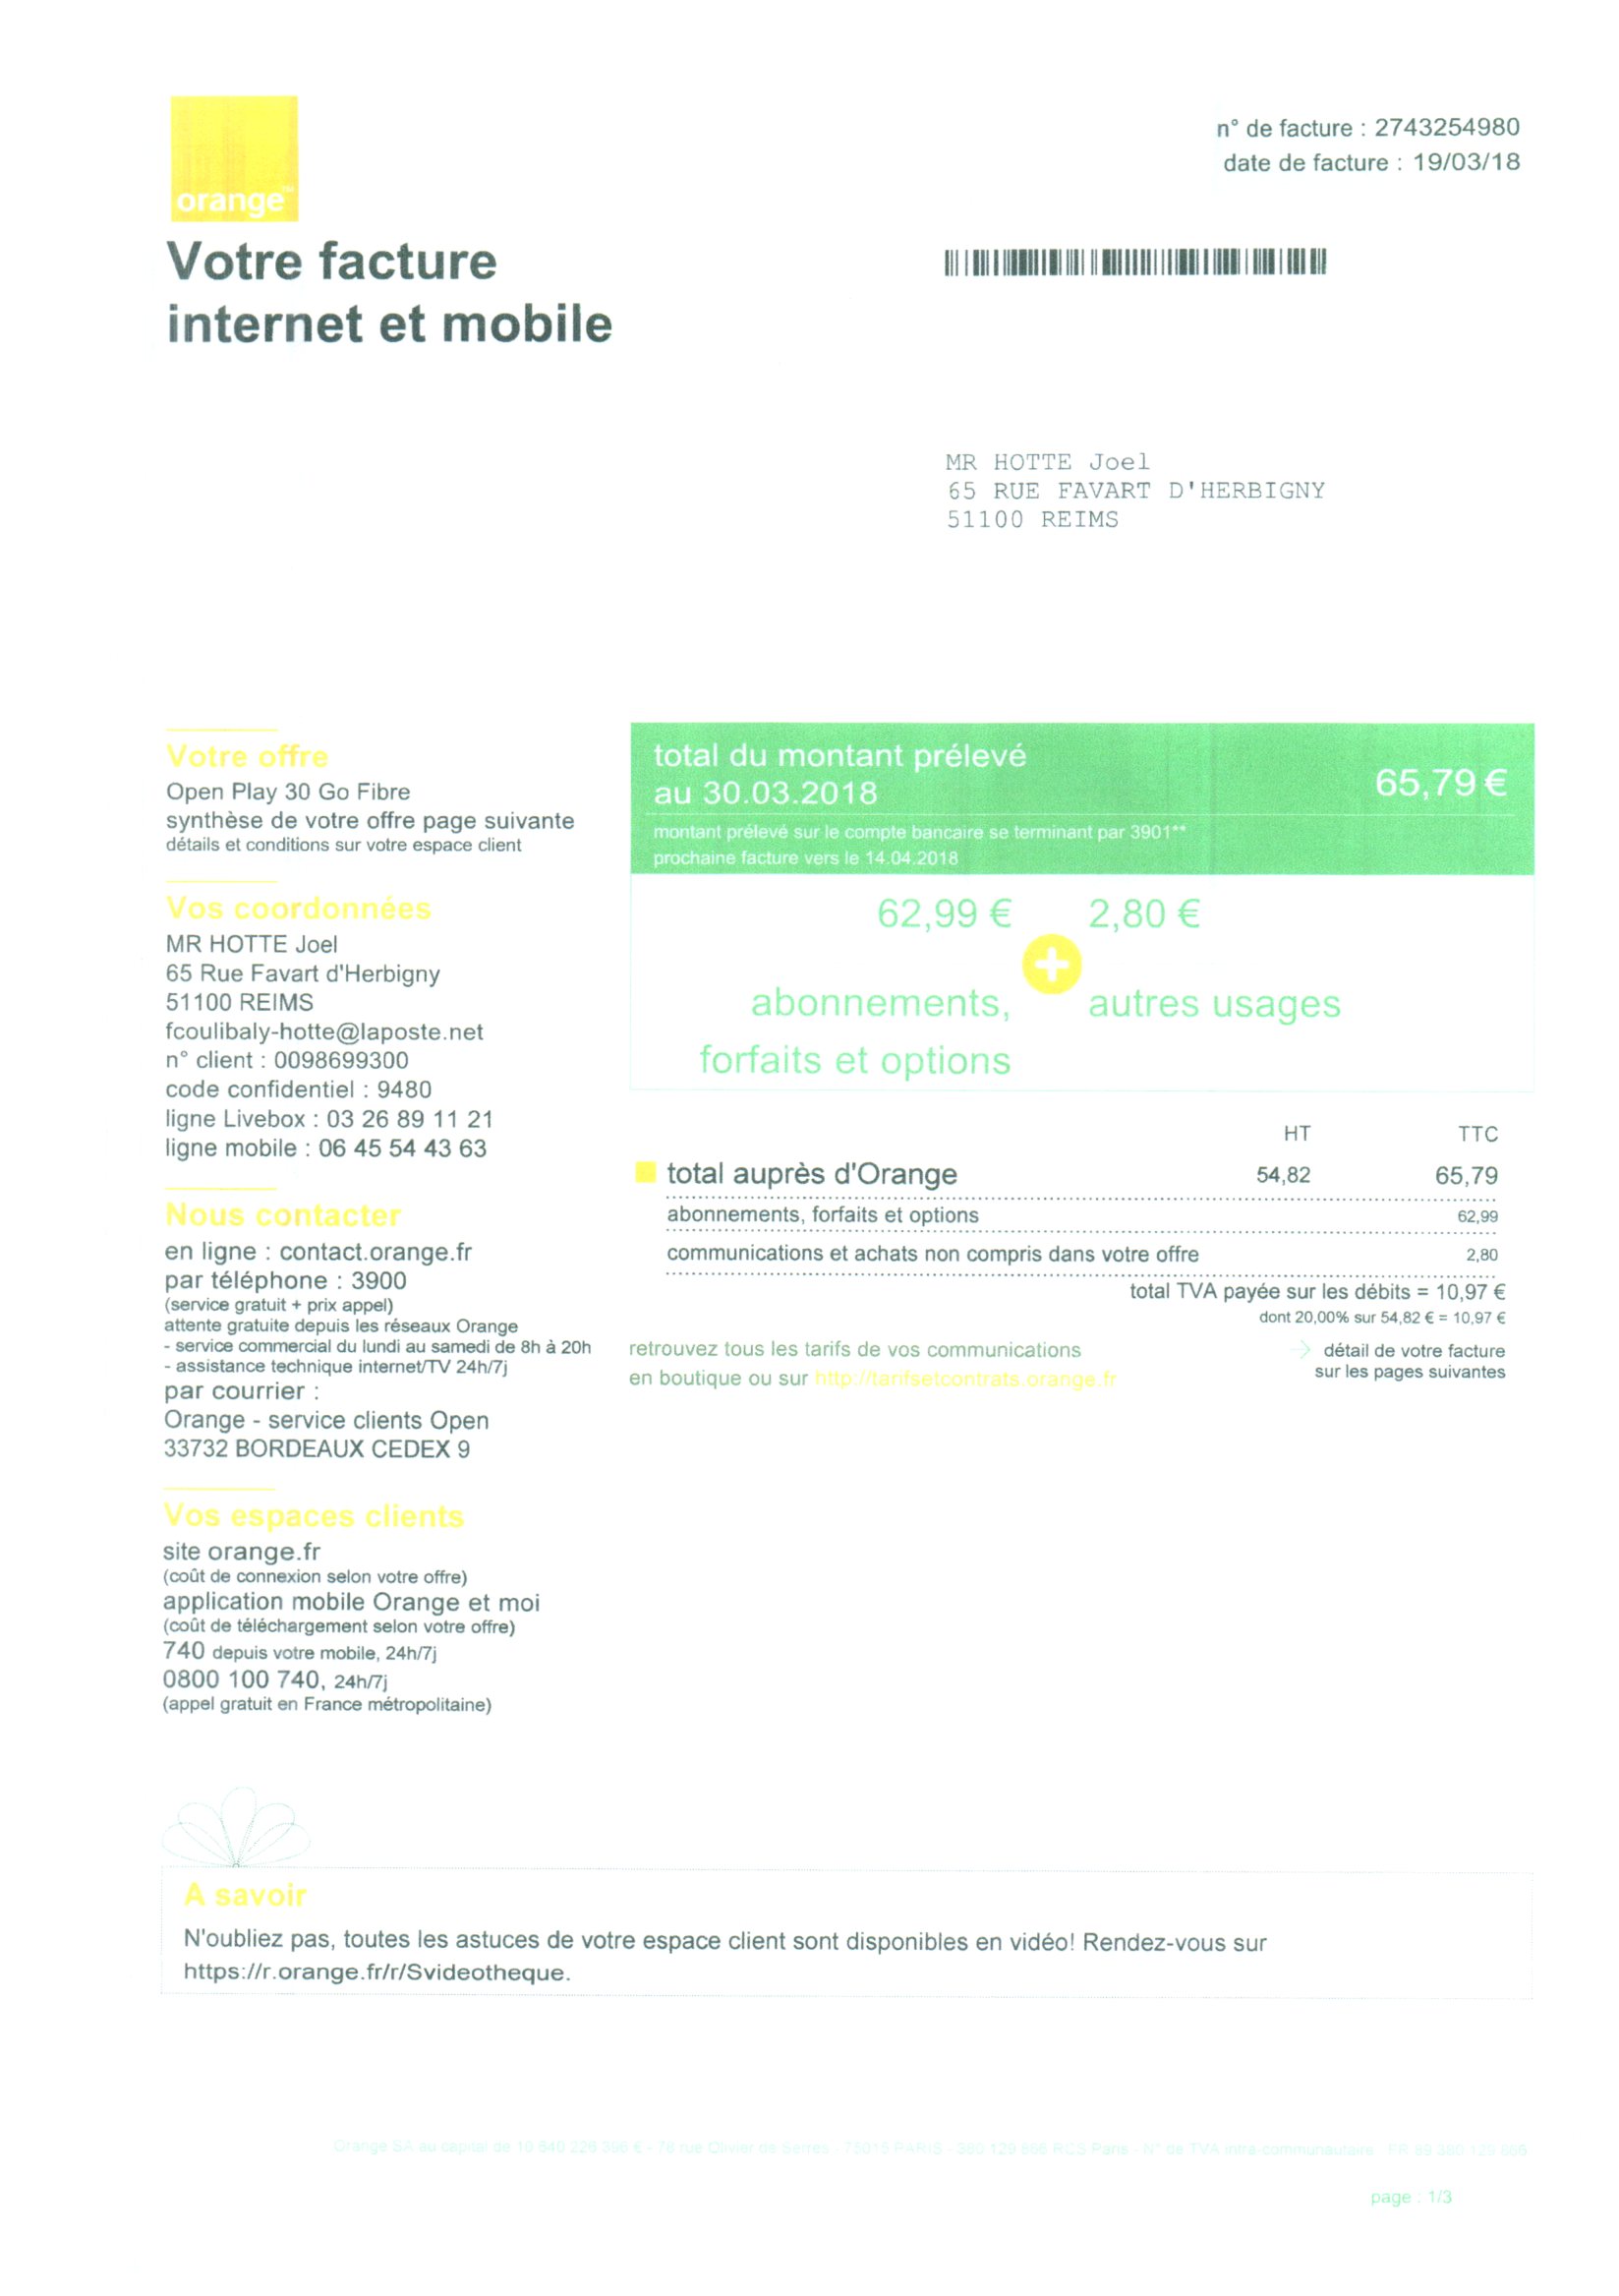 orange
n° de facture : 2743254980
date de facture : 19/03/18
Votre facture
internet et mobile
MR HOTTE Joel
65 RUE FAVART D'HERBIGNY
51100 REIMS
Votre offre
Open Play 30 Go Fibre
synthèse de votre offre page suivante
détails et conditions sur votre espace client
Vos coordonnées
MR HOTTE Joel
65 Rue Favart d'Herbigny
51100 REIMS
fcoulibaly-hotte@laposte.net
n° client : 0098699300
code confidentiel : 9480
ligne Livebox : 03 26 89 11 21
ligne mobile : 06 45 54 43 63
Nous contacter
en ligne : contact.orange.fr
par téléphone : 3900
(service gratuit + prix appel)
attente gratuite depuis les réseaux Orange
- service commercial du lundi au samedi de 8h à 20h
- assistance technique internet/TV 24h/7j
par courrier :
Orange - service clients Open
33732 BORDEAUX CEDEX 9
Vos espaces clients
site orange.fr
(coût de connexion selon votre offre)
application mobile Orange et moi
(coût de téléchargement selon votre offre)
740 depuis votre mobile, 24h/7j
0800 100 740, 24h/7j
(appel gratuit en France métropolitaine)
total du montant prélevé
au 30.03.2018
65,79 €
montant prélevé sur le compte bancaire se terminant par 3901**
prochaine facture vers le 14.04.2018
62,99 € + 2,80 €
abonnements, autres usages
forfaits et options
HT TTC
total auprès d'Orange 54,82 65,79
abonnements, forfaits et options 62,99
communications et achats non compris dans votre offre 2,80
total TVA payée sur les débits = 10,97 €
dont 20,00% sur 54,82 € = 10,97 €
retrouvez tous les tarifs de vos communications
en boutique ou sur http://tarifsetcontrats.orange.fr
détail de votre facture
sur les pages suivantes
A savoir
N'oubliez pas, toutes les astuces de votre espace client sont disponibles en vidéo! Rendez-vous sur
https://r.orange.fr/r/Svideotheque.
Orange SA au capital de 10 640 226 396 € - 78 rue Olivier de Serres - 75015 PARIS - 380 129 866 RCS Paris - N° de TVA intra-communautaire : FR 89 380 129 866
page : 1/3